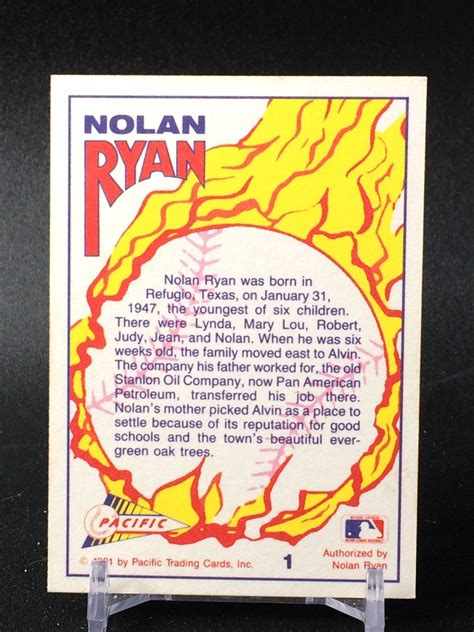 NOLAN
RYAN
Nolan Ryan was born in
Refugio, Texas, on January 31,
1947, the youngest of six children.
There were Lynda, Mary Lou, Robert,
Judy, Jean, and Nolan. When he was six
weeks old, the family moved east to Alvin.
The company his father worked for, the old
Stanlon Oil Company, now Pan American
Petroleum, transferred his job there.
Nolan's mother picked Alvin as a place to
settle because of its reputation for good
schools and the town's beautiful ever-
green oak trees.
PACIFIC
© 1991 by Pacific Trading Cards, Inc.
1
Authorized by
Nolan Ryan